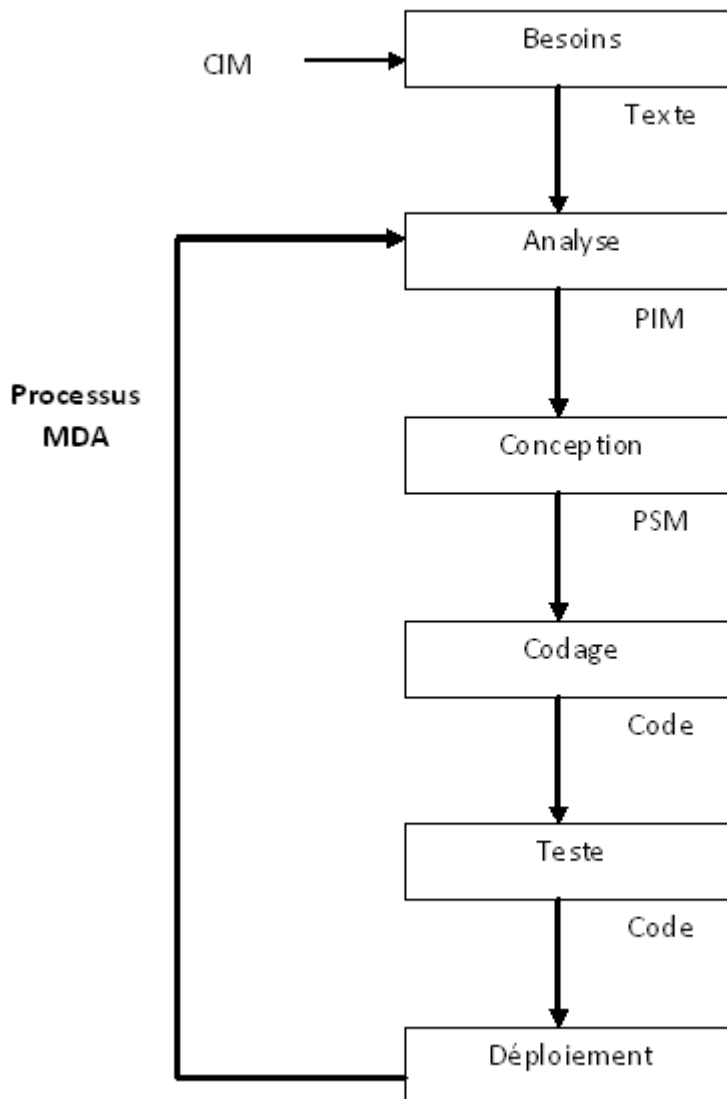 Besoins
CIM
Texte
Analyse
PIM
Processus
MDA
Conception
PSM
Codage
Code
Teste
Code
Déploiement